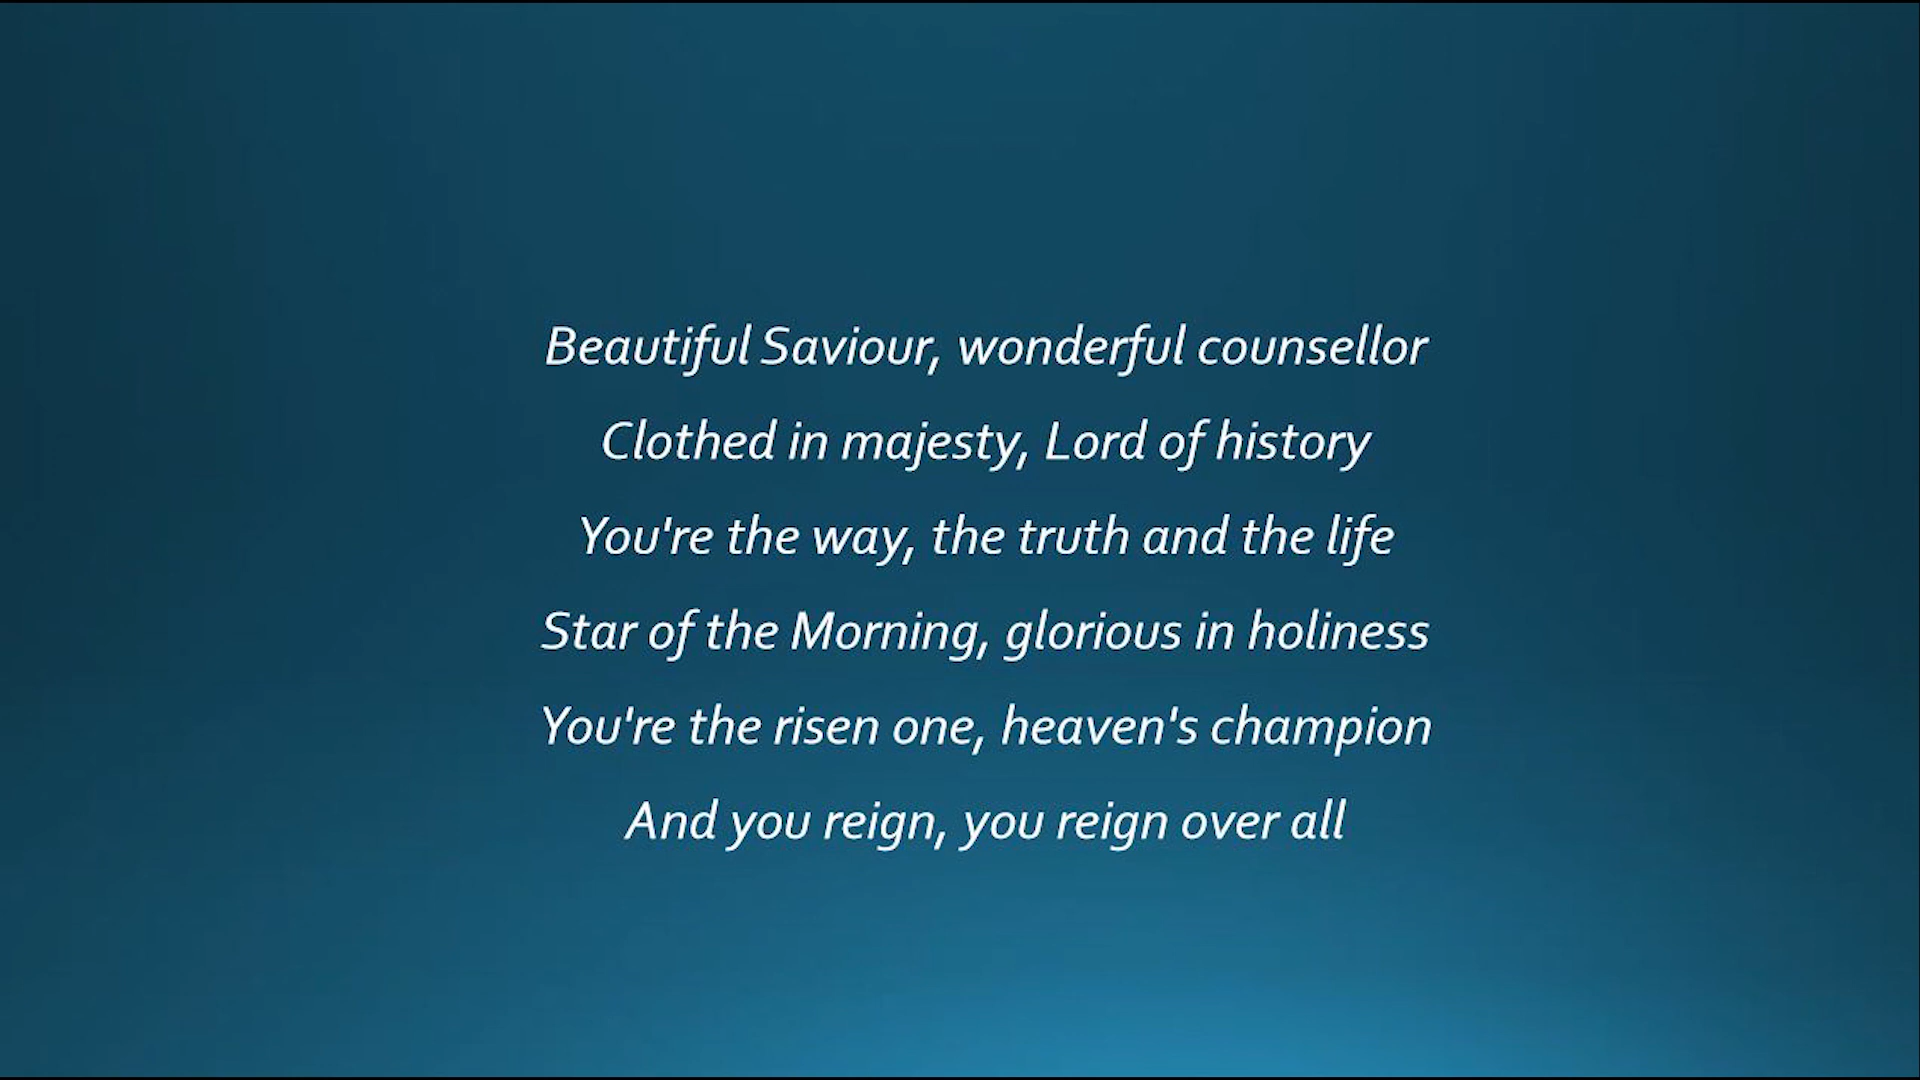 Beautiful Saviour, wonderful counsellor
Clothed in majesty, Lord of history
You're the way, the truth and the life
Star of the Morning, glorious in holiness
You're the risen one, heaven's champion
And you reign, you reign over all